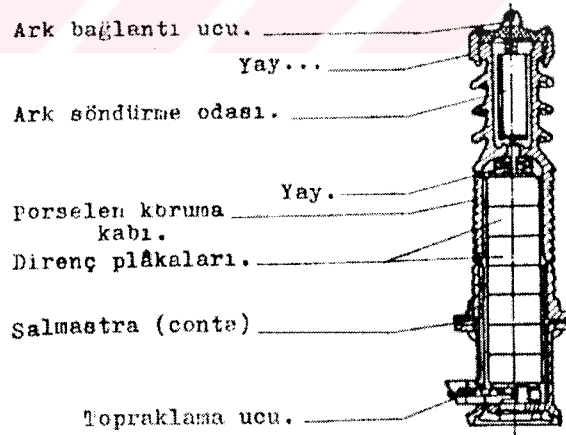 Ark bağlantı ucu.
Yay...
Ark söndürme odası.
Yay.
Porselen koruma
kabı.
Direnç plâkaları.
Salmastra (conta)
Topraklama ucu.